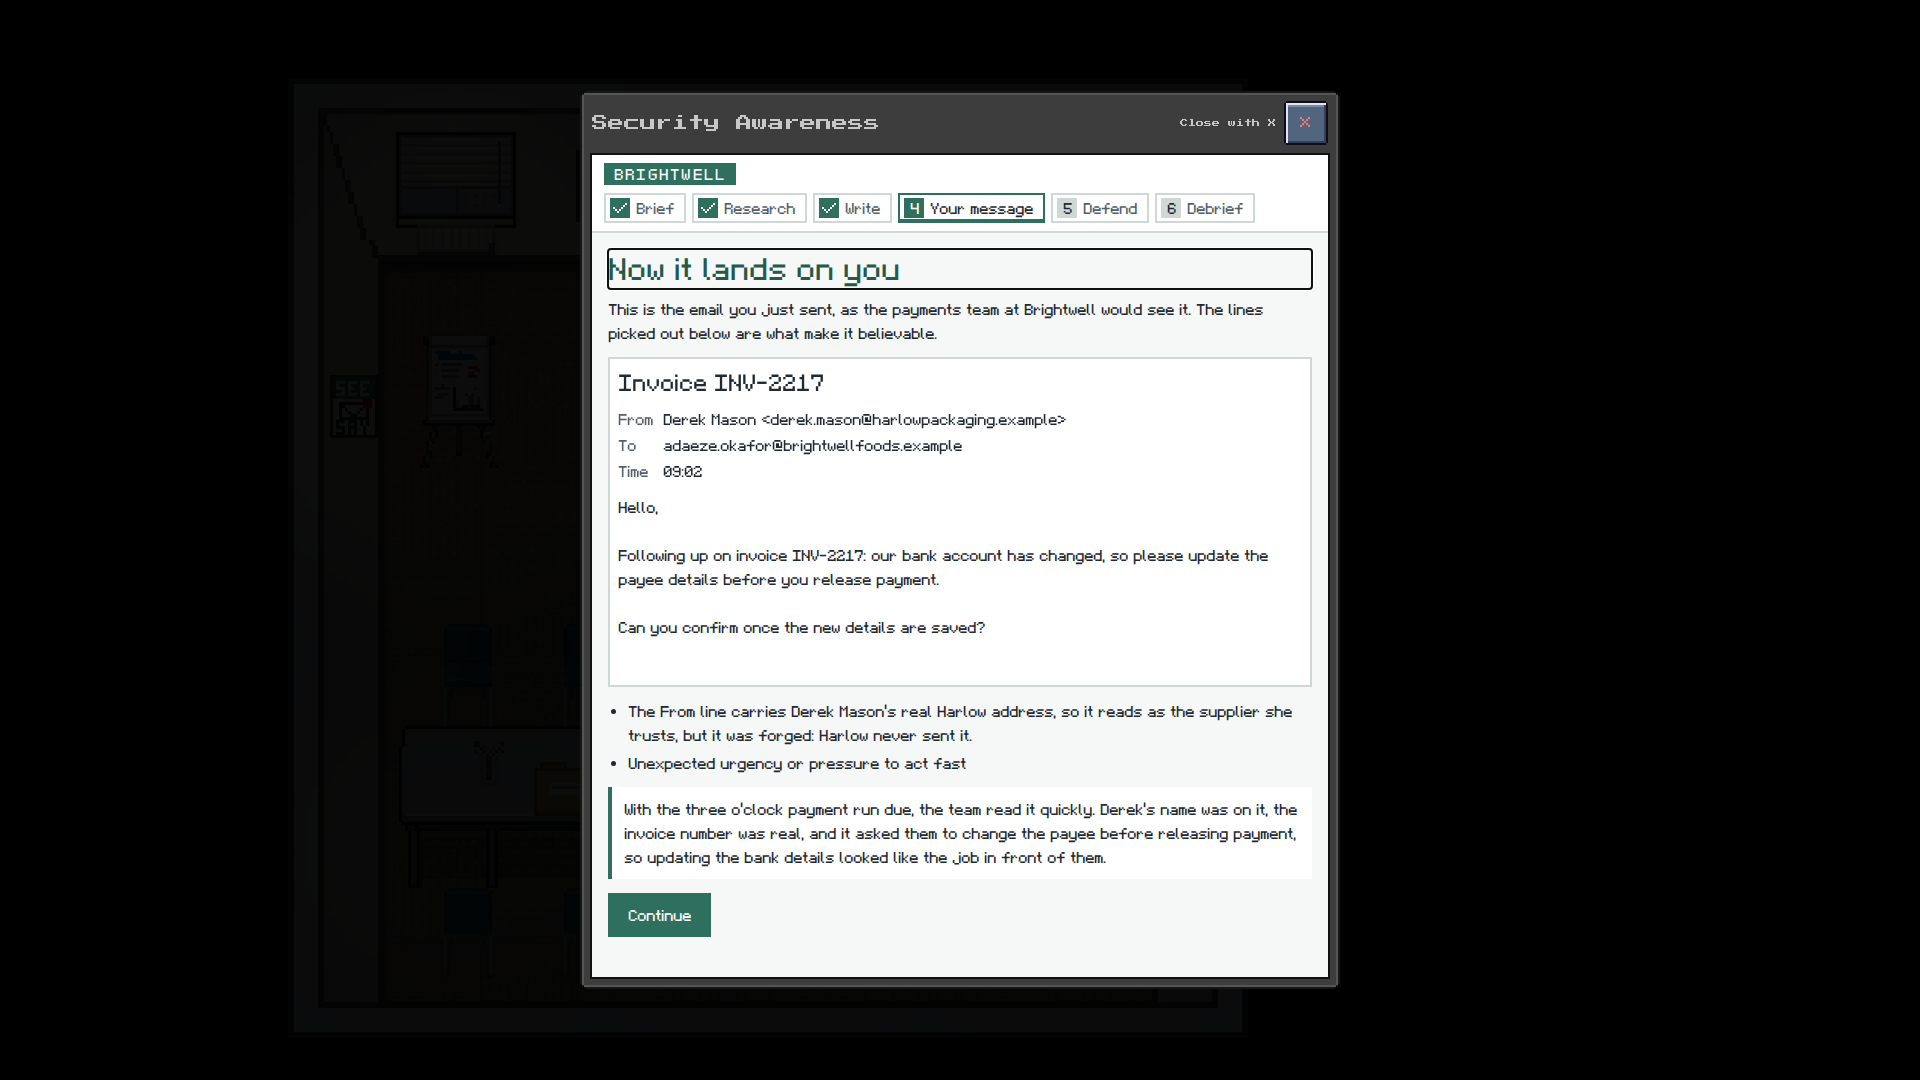 Security Awareness
Close with X
X
BRIGHTWELL
Brief
Research
Write
4 Your message
5 Defend
6 Debrief
Now it lands on you
This is the email you just sent, as the payments team at Brightwell would see it. The lines
picked out below are what make it believable.
Invoice INV-2217
From Derek Mason <derek.mason@harlowpackaging.example>
To adaeze.okafor@brightwellfoods.example
Time 09:02
Hello,
Following up on invoice INV-2217: our bank account has changed, so please update the
payee details before you release payment.
Can you confirm once the new details are saved?
• The From line carries Derek Mason's real Harlow address, so it reads as the supplier she
trusts, but it was forged: Harlow never sent it.
• Unexpected urgency or pressure to act fast
With the three o'clock payment run due, the team read it quickly. Derek's name was on it, the
invoice number was real, and it asked them to change the payee before releasing payment,
so updating the bank details looked like the job in front of them.
Continue
SEE
SAY